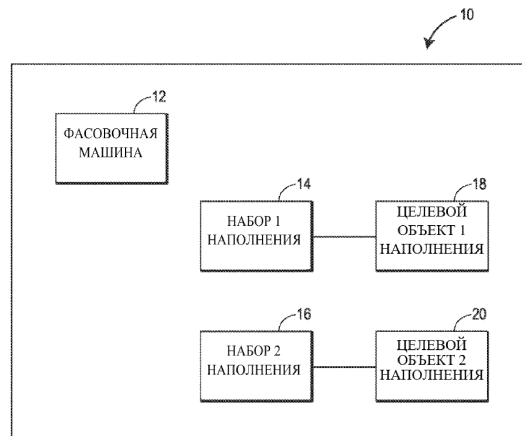 10
12
ФАСОВОЧНАЯ
МАШИНА
14
НАБОР 1
НАПОЛНЕНИЯ
18
ЦЕЛЕВОЙ
ОБЪЕКТ 1
НАПОЛНЕНИЯ
16
НАБОР 2
НАПОЛНЕНИЯ
20
ЦЕЛЕВОЙ
ОБЪЕКТ 2
НАПОЛНЕНИЯ